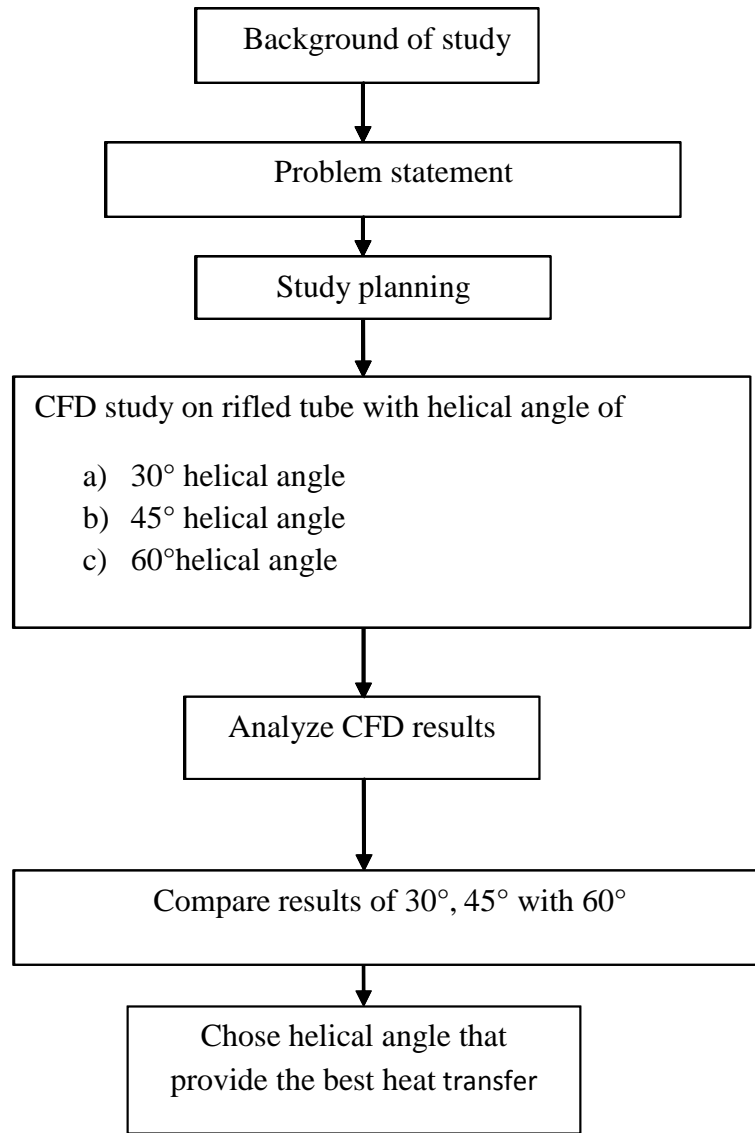 Background of study
Problem statement
Study planning
CFD study on rifled tube with helical angle of
a) 30° helical angle
b) 45° helical angle
c) 60°helical angle
Analyze CFD results
Compare results of 30°, 45° with 60°
Chose helical angle that
provide the best heat transfer